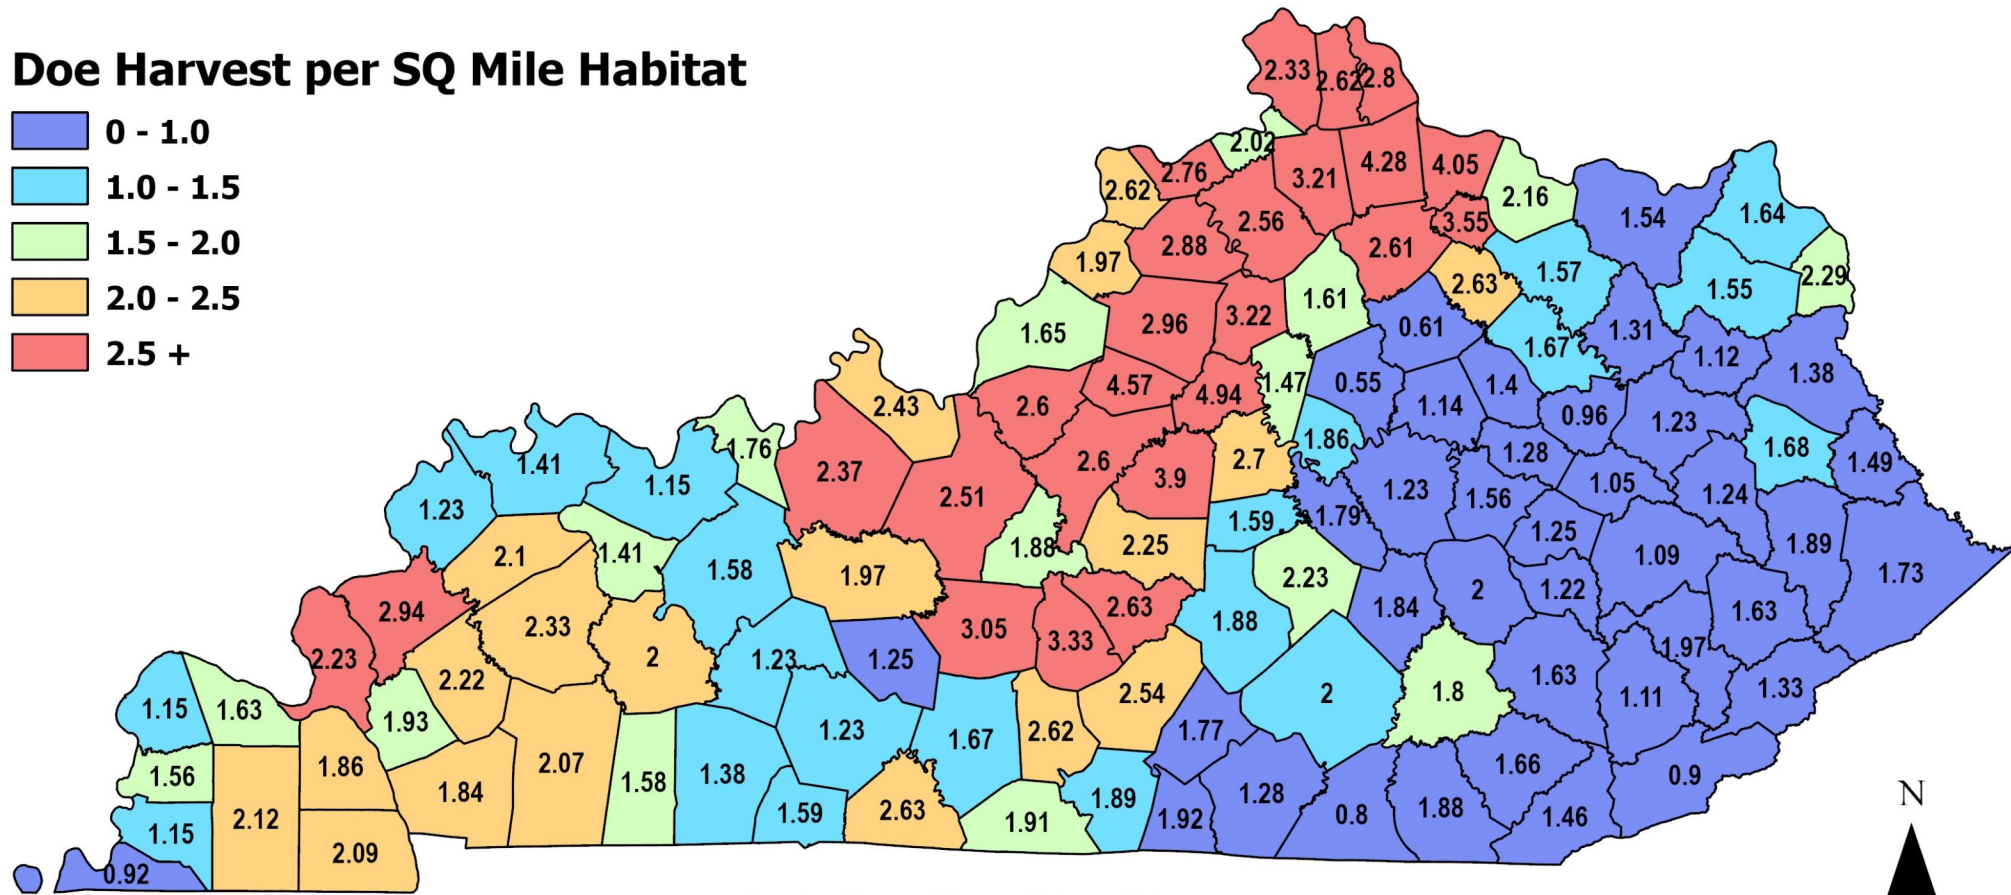 Doe Harvest per SQ Mile Habitat
0 - 1.0
1.0 - 1.5
1.5 - 2.0
2.0 - 2.5
2.5 +
2.33 2.62 2.8
2.02
2.76 3.21 4.28 4.05
2.62 2.56 3.55 2.16 1.54 1.64
1.97 2.88 2.61 2.63 1.57 1.55 2.29
1.65 2.96 3.22 1.61 0.61 1.67 1.31 1.12 1.38
2.43 2.6 4.57 4.94 1.47 0.55 1.14 1.4 0.96 1.23
1.41 1.15 1.76 2.37 2.6 3.9 2.7 1.86 1.28 1.68 1.49
1.23 2.51 1.59 1.79 1.23 1.56 1.05 1.24
2.1 1.41 1.58 1.97 1.88 2.25 2.23 1.25 1.09 1.89 1.73
2.94 2.33 3.05 3.33 2.63 1.88 1.84 2 1.22 1.63
2.23 2.22 2 1.23 1.25 2.54 2 1.8 1.63 1.97 1.11 1.33
1.15 1.63 1.93 1.23 1.67 2.62 1.77
1.56 1.86 1.84 2.07 1.58 1.38 1.66 0.9
1.15 2.12 1.59 2.63 1.91 1.89 1.92 1.28 0.8 1.88 1.46
0.92 2.09
N